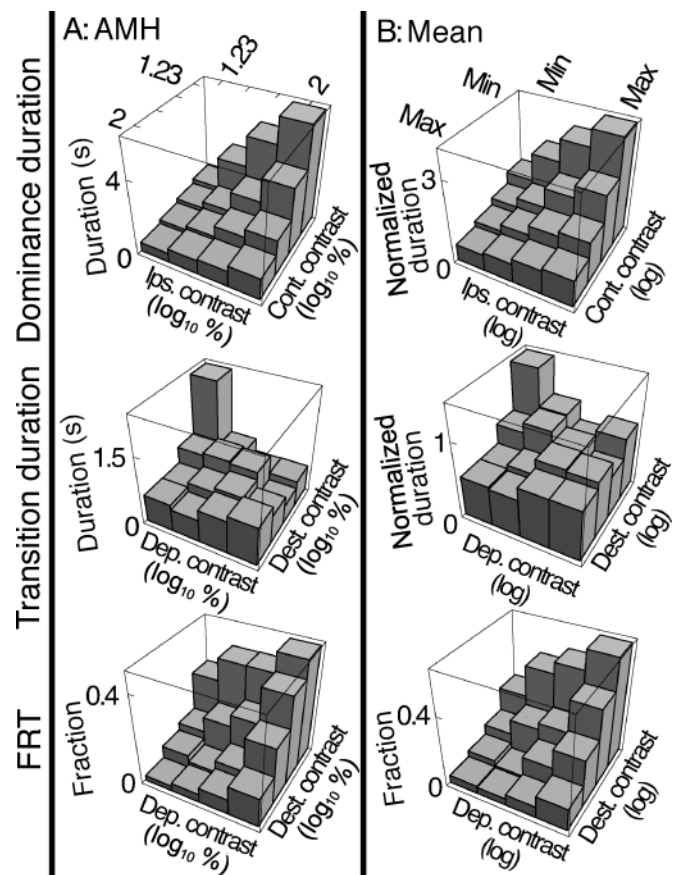 A: AMH
B: Mean
Dominance duration
1.23
1.23
2
2
Duration (s)
4
0
Ips. contrast
(log10 %)
Cont. contrast
(log10 %)
Min
Min
Max
Max
Normalized
duration
3
0
Ips. contrast
(log)
Cont. contrast
(log)
Transition duration
Duration (s)
1.5
0
Dep. contrast
(log10 %)
Dest. contrast
(log10 %)
Normalized
duration
1
0
Dep. contrast
(log)
Dest. contrast
(log)
FRT
Fraction
0.4
0
Dep. contrast
(log10 %)
Dest. contrast
(log10 %)
Fraction
0.4
0
Dep. contrast
(log)
Dest. contrast
(log)